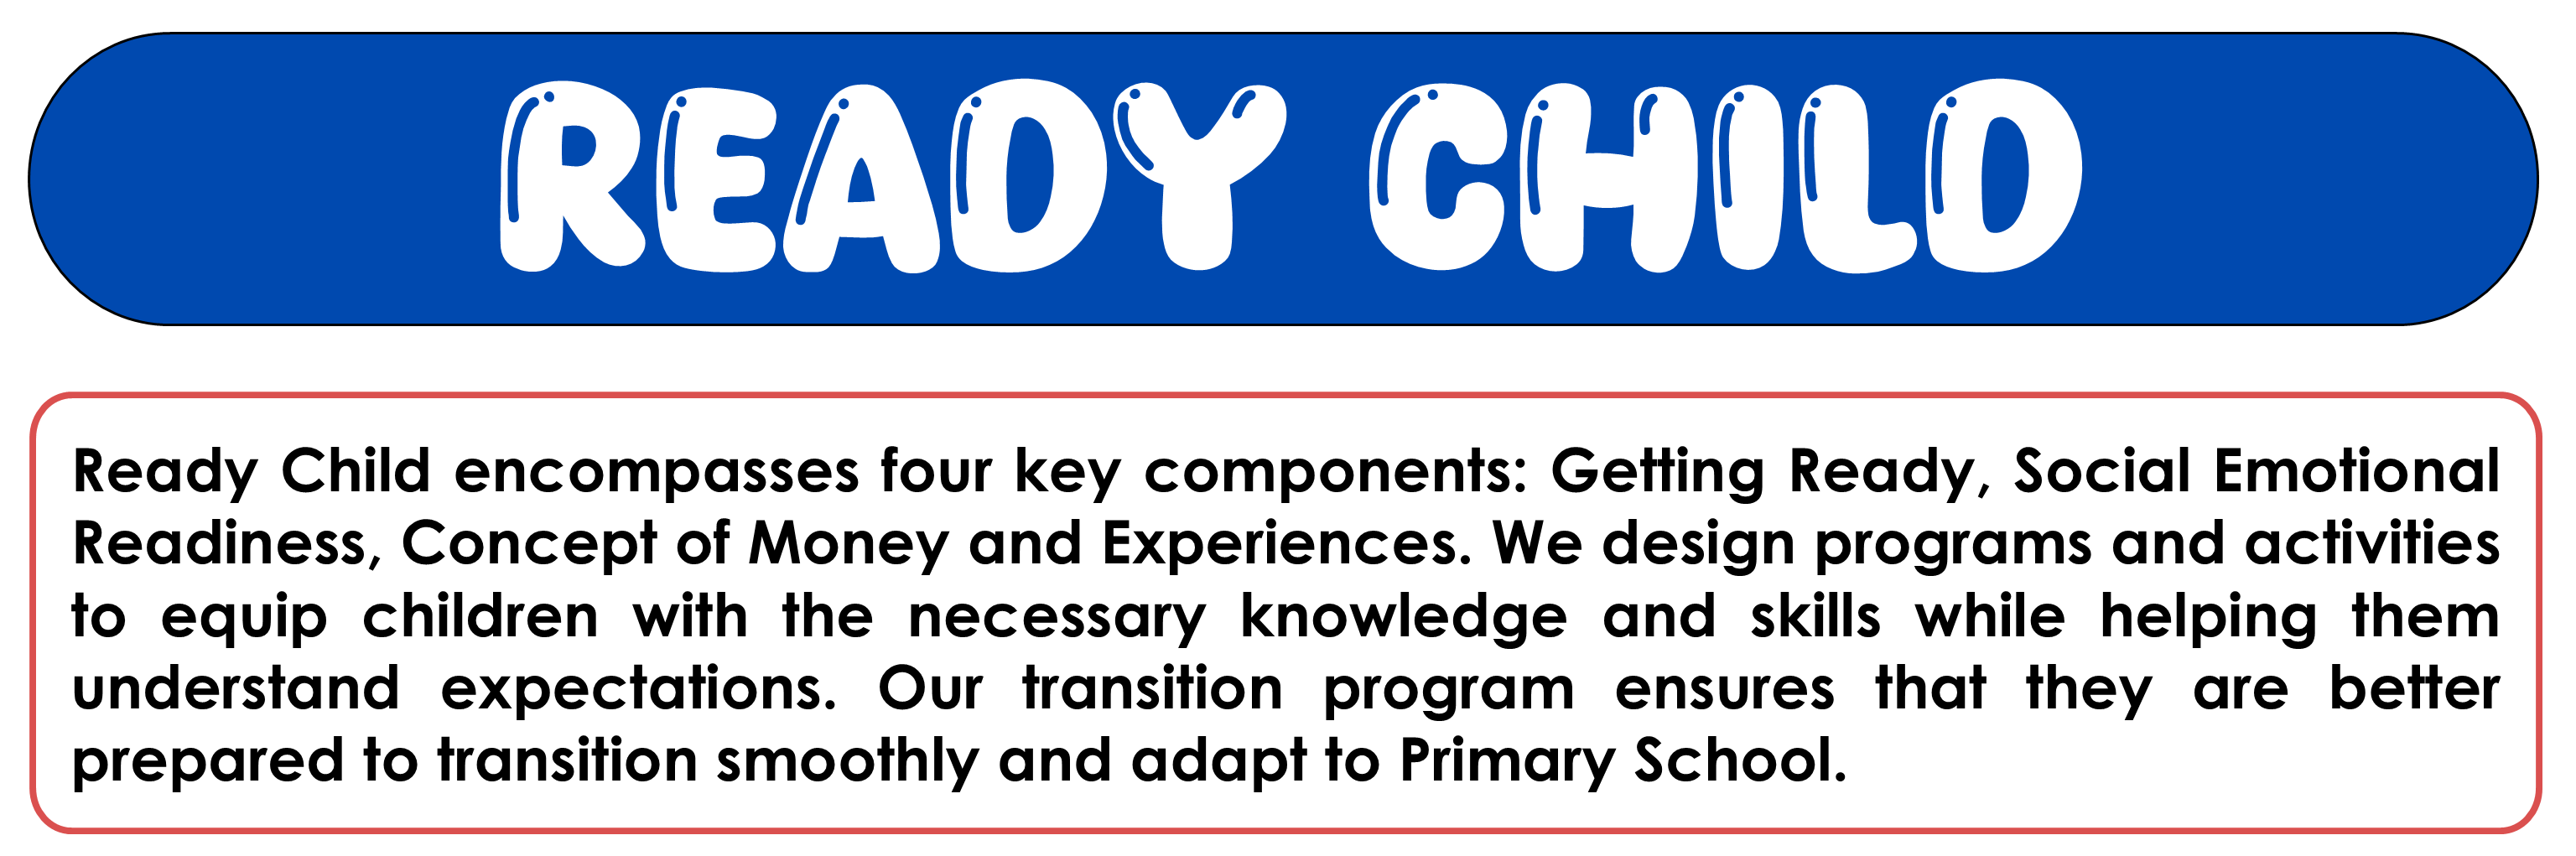 READY CHILD
Ready Child encompasses four key components: Getting Ready, Social Emotional
Readiness, Concept of Money and Experiences. We design programs and activities
to equip children with the necessary knowledge and skills while helping them
understand expectations. Our transition program ensures that they are better
prepared to transition smoothly and adapt to Primary School.